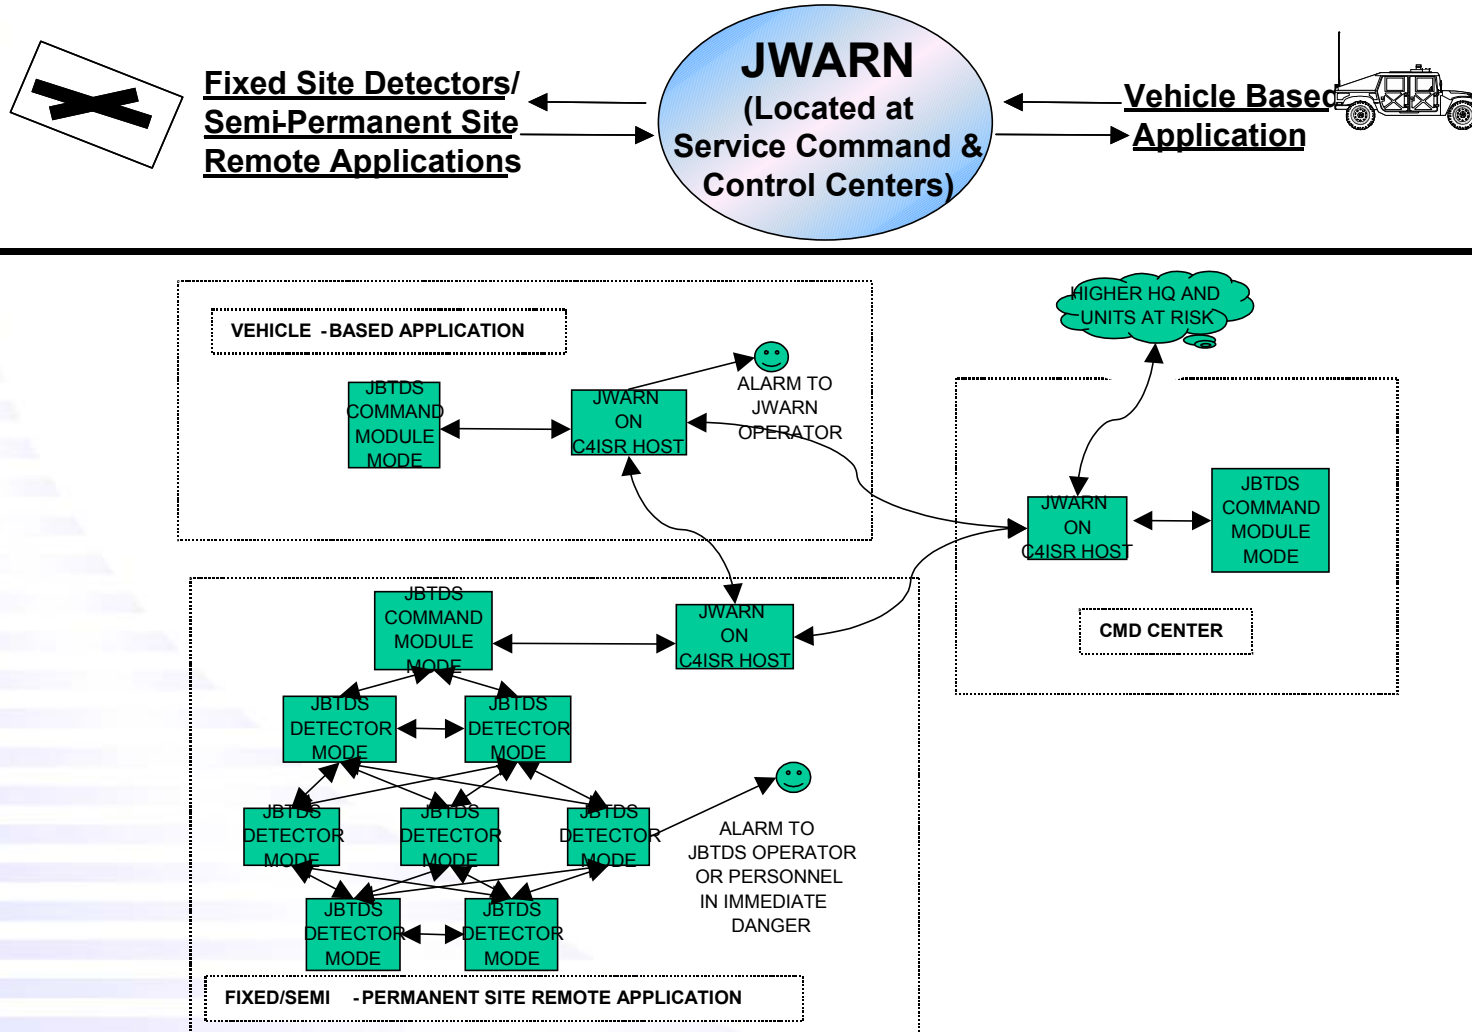 Fixed Site Detectors/
Semi-Permanent Site
Remote Applications
JWARN
(Located at
Service Command &
Control Centers)
Vehicle Based
Application
VEHICLE -BASED APPLICATION
JBTDS
COMMAND
MODULE
MODE
JWARN
ON
C4ISR HOST
ALARM TO
JWARN
OPERATOR
HIGHER HQ AND
UNITS AT RISK
JWARN
ON
C4ISR HOST
JBTDS
COMMAND
MODULE
MODE
CMD CENTER
JBTDS
COMMAND
MODULE
MODE
JWARN
ON
C4ISR HOST
JBTDS
DETECTOR
MODE
JBTDS
DETECTOR
MODE
JBTDS
DETECTOR
MODE
JBTDS
DETECTOR
MODE
JBTDS
DETECTOR
MODE
ALARM TO
JBTDS OPERATOR
OR PERSONNEL
IN IMMEDIATE
DANGER
JBTDS
DETECTOR
MODE
JBTDS
DETECTOR
MODE
FIXED/SEMI -PERMANENT SITE REMOTE APPLICATION